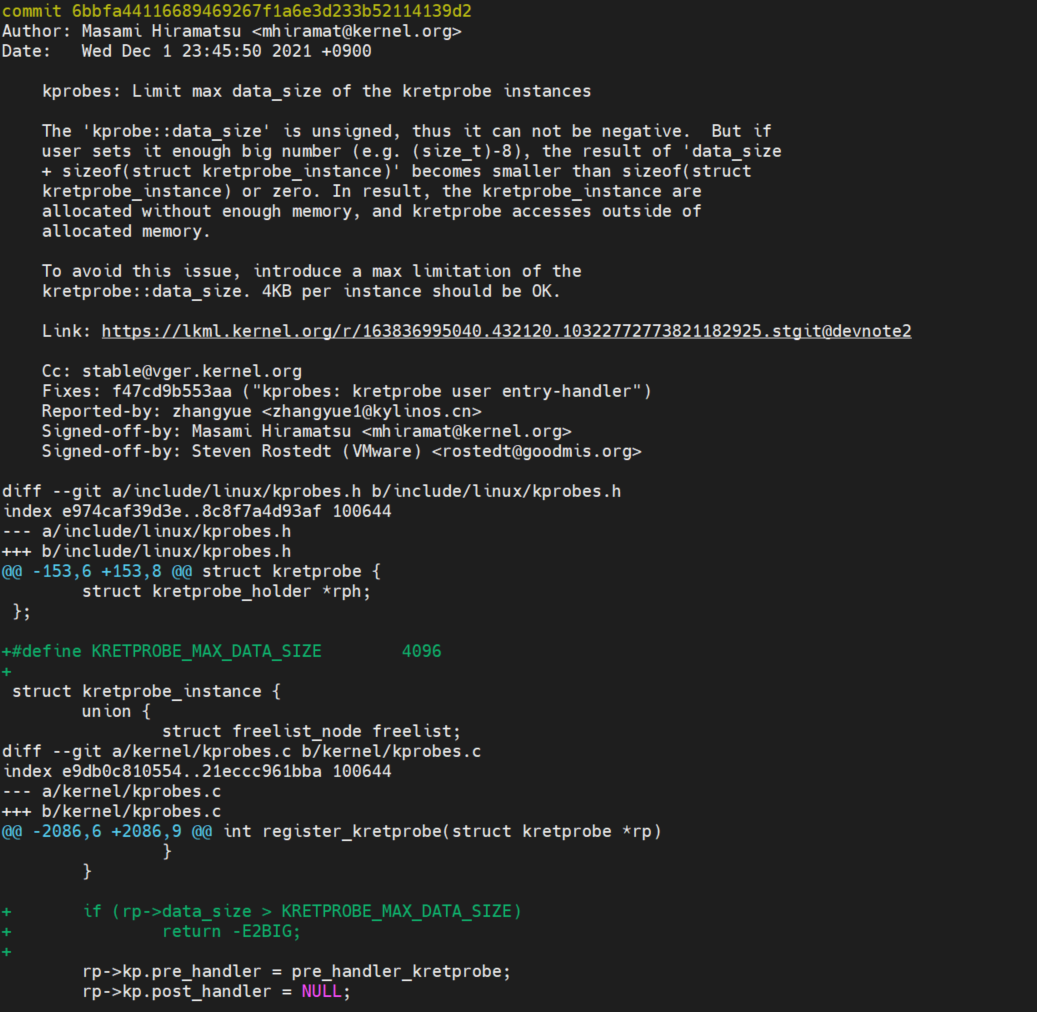 commit 6bbfa44116689469267f1a6e3d233b52114139d2
Author: Masami Hiramatsu <mhiramat@kernel.org>
Date:   Wed Dec 1 23:45:50 2021 +0900

    kprobes: Limit max data_size of the kretprobe instances

    The 'kprobe::data_size' is unsigned, thus it can not be negative.  But if
    user sets it enough big number (e.g. (size_t)-8), the result of 'data_size
    + sizeof(struct kretprobe_instance)' becomes smaller than sizeof(struct
    kretprobe_instance) or zero. In result, the kretprobe_instance are
    allocated without enough memory, and kretprobe accesses outside of
    allocated memory.

    To avoid this issue, introduce a max limitation of the
    kretprobe::data_size. 4KB per instance should be OK.

    Link: https://lkml.kernel.org/r/163836995040.432120.10322772773821182925.stgit@devnote2

    Cc: stable@vger.kernel.org
    Fixes: f47cd9b553aa ("kprobes: kretprobe user entry-handler")
    Reported-by: zhangyue <zhangyue1@kylinos.cn>
    Signed-off-by: Masami Hiramatsu <mhiramat@kernel.org>
    Signed-off-by: Steven Rostedt (VMware) <rostedt@goodmis.org>

diff --git a/include/linux/kprobes.h b/include/linux/kprobes.h
index e974caf39d3e..8c8f7a4d93af 100644
--- a/include/linux/kprobes.h
+++ b/include/linux/kprobes.h
@@ -153,6 +153,8 @@ struct kretprobe {
        struct kretprobe_holder *rph;
 };

+#define KRETPROBE_MAX_DATA_SIZE        4096
+
 struct kretprobe_instance {
        union {
                struct freelist_node freelist;
diff --git a/kernel/kprobes.c b/kernel/kprobes.c
index e9db0c810554..21eccc961bba 100644
--- a/kernel/kprobes.c
+++ b/kernel/kprobes.c
@@ -2086,6 +2086,9 @@ int register_kretprobe(struct kretprobe *rp)
                }
        }

+       if (rp->data_size > KRETPROBE_MAX_DATA_SIZE)
+               return -E2BIG;
+
        rp->kp.pre_handler = pre_handler_kretprobe;
        rp->kp.post_handler = NULL;